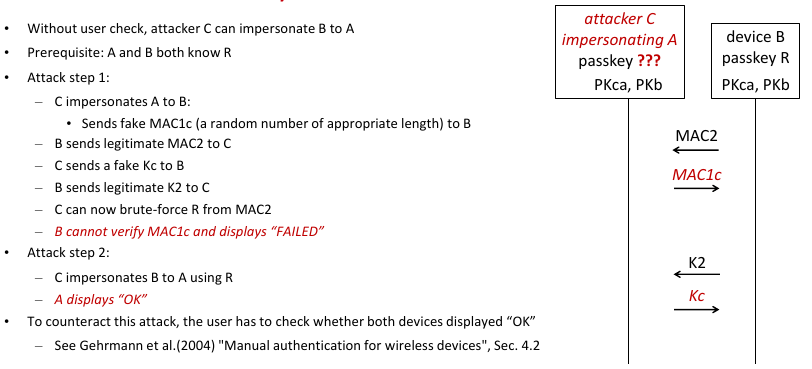 • Without user check, attacker C can impersonate B to A
• Prerequisite: A and B both know R
• Attack step 1:
– C impersonates A to B:
• Sends fake MAC1c (a random number of appropriate length) to B
– B sends legitimate MAC2 to C
– C sends a fake Kc to B
– B sends legitimate K2 to C
– C can now brute-force R from MAC2
– B cannot verify MAC1c and displays “FAILED”
• Attack step 2:
– C impersonates B to A using R
– A displays “OK”
• To counteract this attack, the user has to check whether both devices displayed “OK”
– See Gehrmann et al.(2004) "Manual authentication for wireless devices", Sec. 4.2
attacker C
impersonating A
passkey ???
PKca, PKb
device B
passkey R
PKca, PKb
MAC2
MAC1c
K2
Kc